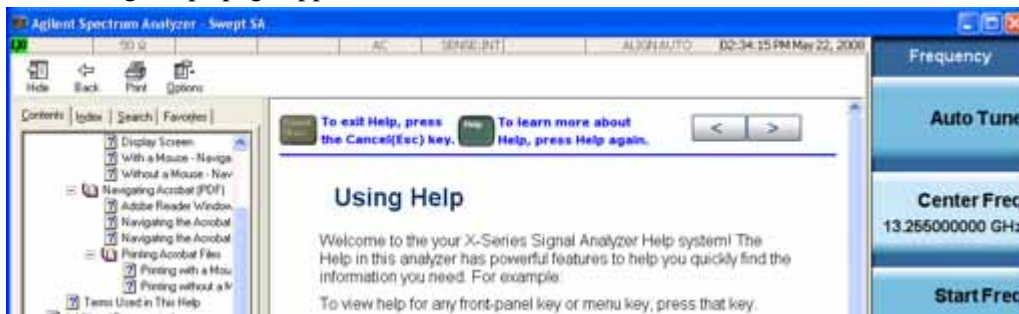 Agilent Spectrum Analyzer - Swept SA
50 Ω AC SENSE:INT ALIGN AUTO 02:34:15 PM May 22, 2008
Hide Back Print Options
Contents Index Search Favorites
Display Screen
With a Mouse - Naviga
Without a Mouse - Nav
Navigating Acrobat (PDF)
Adobe Reader Window
Navigating the Acrobat
Navigating the Acrobat
Printing Acrobat Files
Printing with a Mou
Printing without a M
Terms Used in This Help
To exit Help, press
the Cancel(Esc) key.
Help
To learn more about
Help, press Help again.
< >
Using Help
Welcome to the your X-Series Signal Analyzer Help system! The
Help in this analyzer has powerful features to help you quickly find the
information you need. For example:
To view help for any front-panel key or menu key, press that key.
Frequency
Auto Tune
Center Freq
13.255000000 GHz
Start Freq